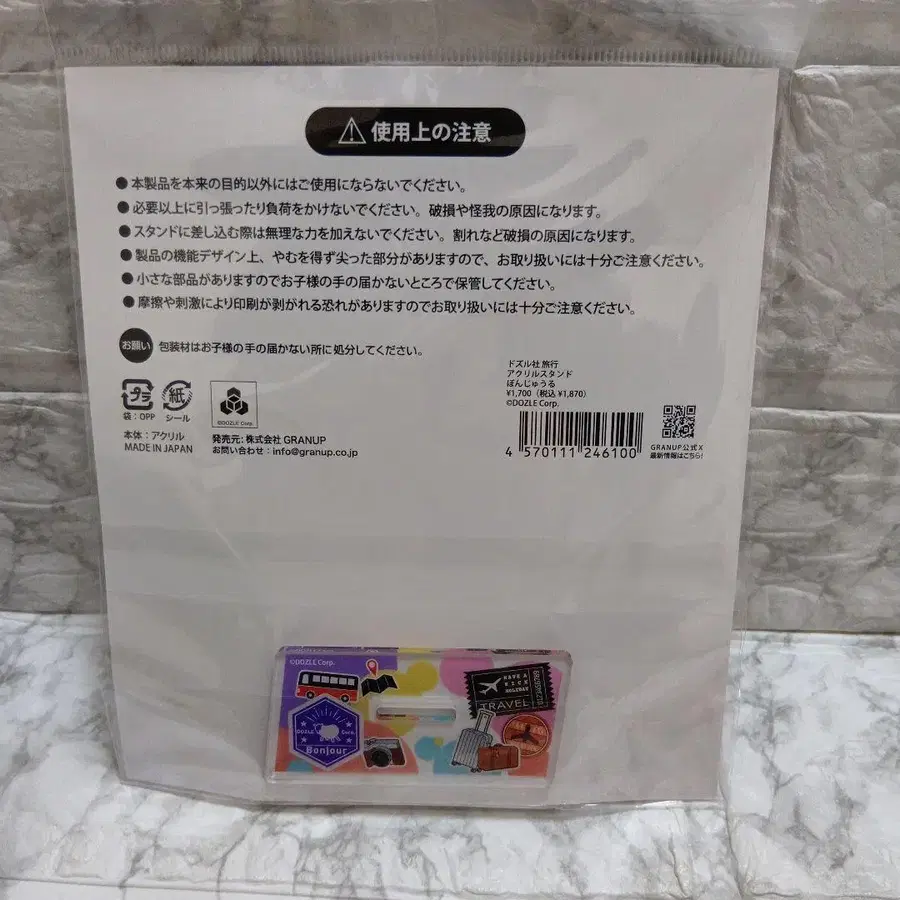 使用上の注意
●本製品を本来の目的以外にはご使用にならないでください。
●必要以上に引っ張ったり負荷をかけないでください。破損や怪我の原因になります。
●スタンドに差し込む際は無理な力を加えないでください。割れなど破損の原因になります。
●製品の機能デザイン上、やむを得ず尖った部分がありますので、お取り扱いには十分ご注意ください。
●小さな部品がありますのでお子様の手の届かないところで保管してください。
●摩擦や刺激により印刷が剥がれる恐れがありますのでお取り扱いには十分ご注意ください。
お願い 包装材はお子様の手の届かない所に処分してください。
プラ
袋：OPP
紙
シール
本体：アクリル
MADE IN JAPAN
©DOZLE Corp.
発売元：株式会社 GRANUP
お問い合わせ：info@granup.co.jp
ドズル社 旅行
アクリルスタンド
ぼんじゅうる
¥1,700（税込 ¥1,870）
©DOZLE Corp.
4 570111 246100
GRANUP公式X
最新情報はこちら!
©DOZLE Corp.
DOZLE Corp.
Bonjour
HAVE A
NICE
HOLIDAY
TRAVEL
0123456789